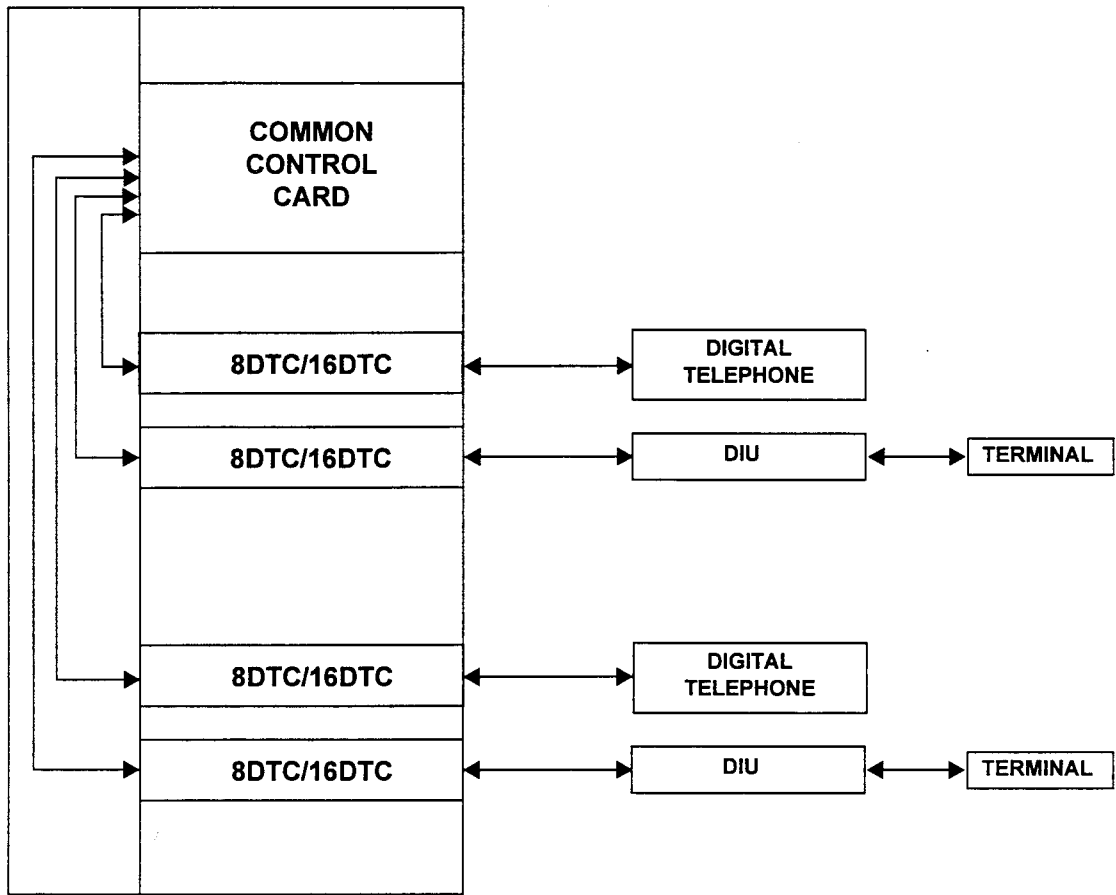 COMMON
CONTROL
CARD
8DTC/16DTC
DIGITAL
TELEPHONE
8DTC/16DTC
DIU
TERMINAL
8DTC/16DTC
DIGITAL
TELEPHONE
8DTC/16DTC
DIU
TERMINAL